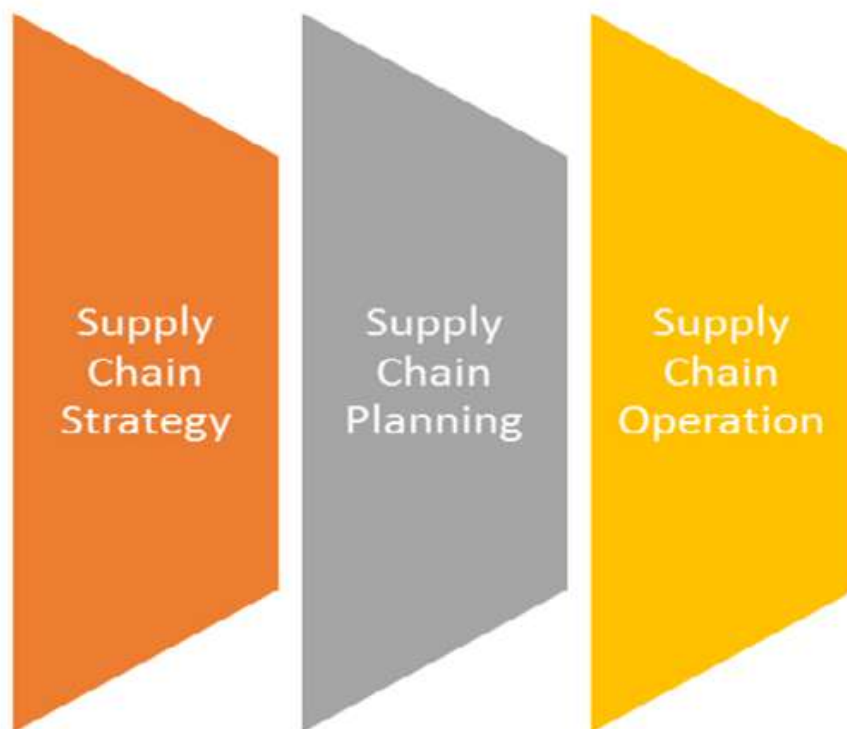 Supply
Chain
Strategy
Supply
Chain
Planning
Supply
Chain
Operation